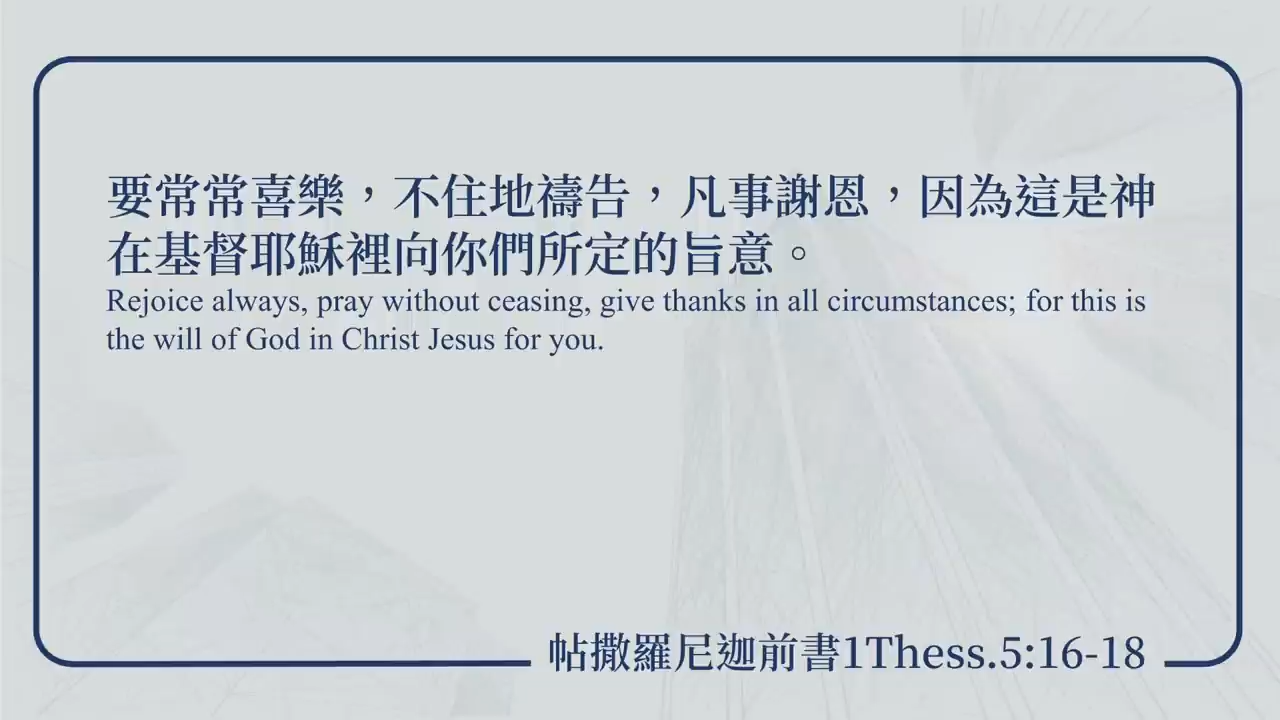 要常常喜樂，不住地禱告，凡事謝恩，因為這是神
在基督耶穌裡向你們所定的旨意。
Rejoice always, pray without ceasing, give thanks in all circumstances; for this is
the will of God in Christ Jesus for you.
帖撒羅尼迦前書1Thess.5:16-18